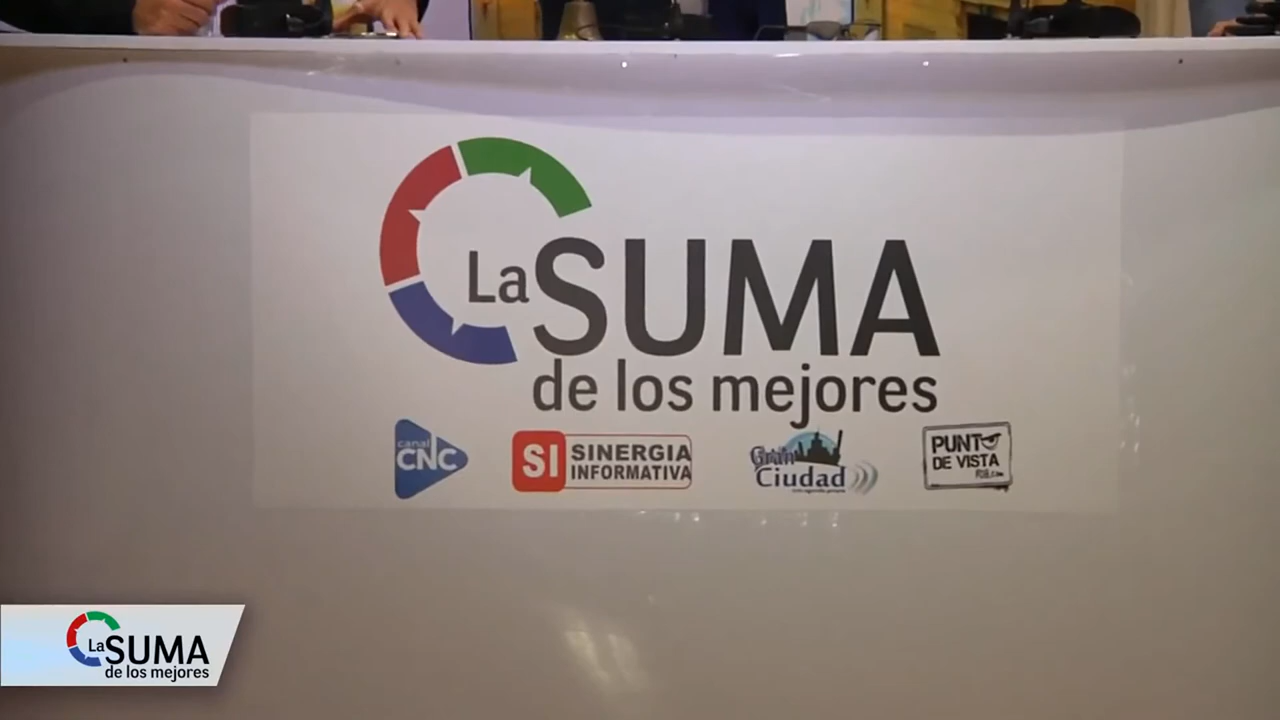 La SUMA
de los mejores
canal
CNC
SI SINERGIA
INFORMATIVA
Gran
Ciudad
PUNTO
DE VISTA
La SUMA
de los mejores